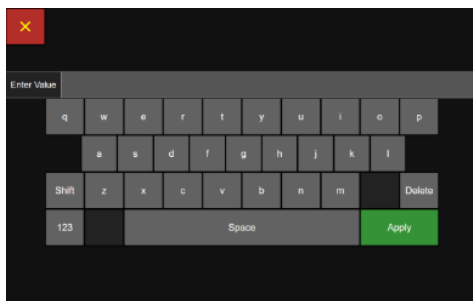 ×
Enter Value
q w e r t y u i o p
a s d f g h j k l
Shift z x c v b n m Delete
123 Space Apply